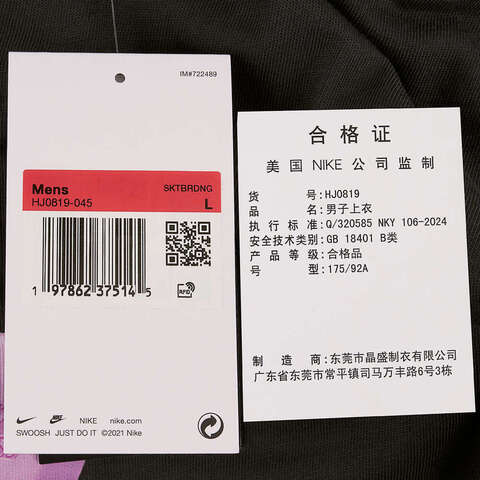 IM#722489
Mens
SKTBRDNG
HJ0819-045
L
1 97862 37514 5
RFID
NIKE nike.com
SWOOSH JUST DO IT ©2021 Nike
合格证
美国 NIKE 公司监制
货号:HJ0819
品名:男子上衣
执行标准:Q/320585 NKY 106-2024
安全技术类别:GB 18401 B类
产品等级:合格品
号型:175/92A
制造商:东莞市晶盛制衣有限公司
广东省东莞市常平镇司马万丰路6号3栋